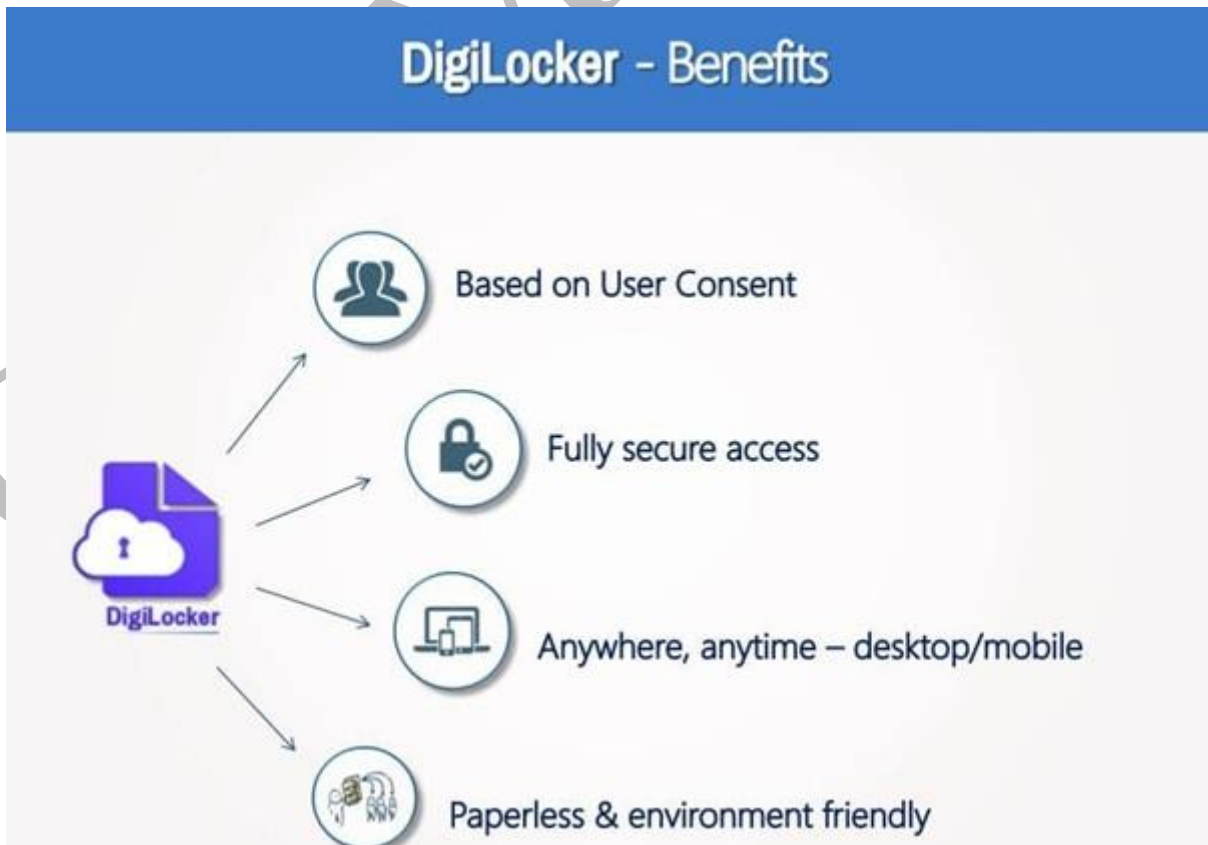 DigiLocker - Benefits
Based on User Consent
Fully secure access
DigiLocker
Anywhere, anytime – desktop/mobile
Paperless & environment friendly